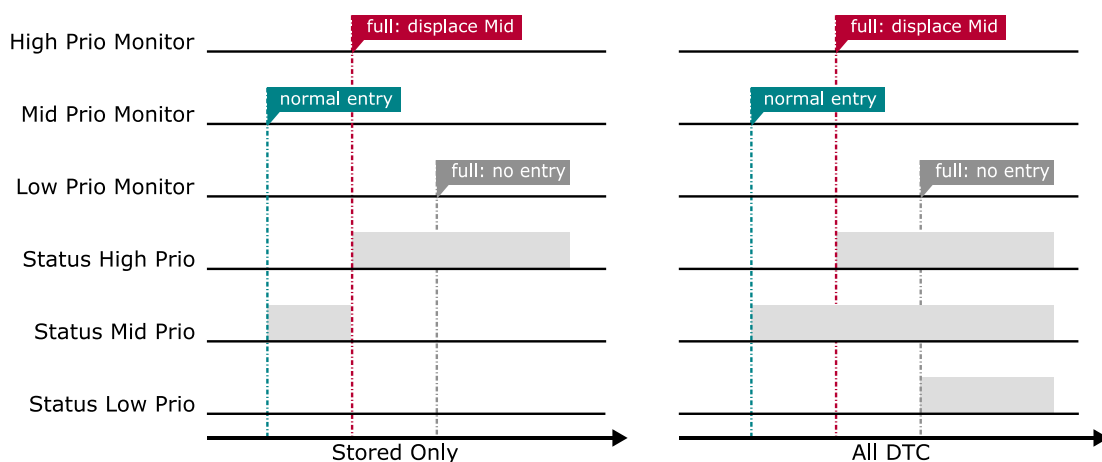 High Prio Monitor
full: displace Mid
full: displace Mid
Mid Prio Monitor
normal entry
normal entry
Low Prio Monitor
full: no entry
full: no entry
Status High Prio
Status Mid Prio
Status Low Prio
Stored Only
All DTC